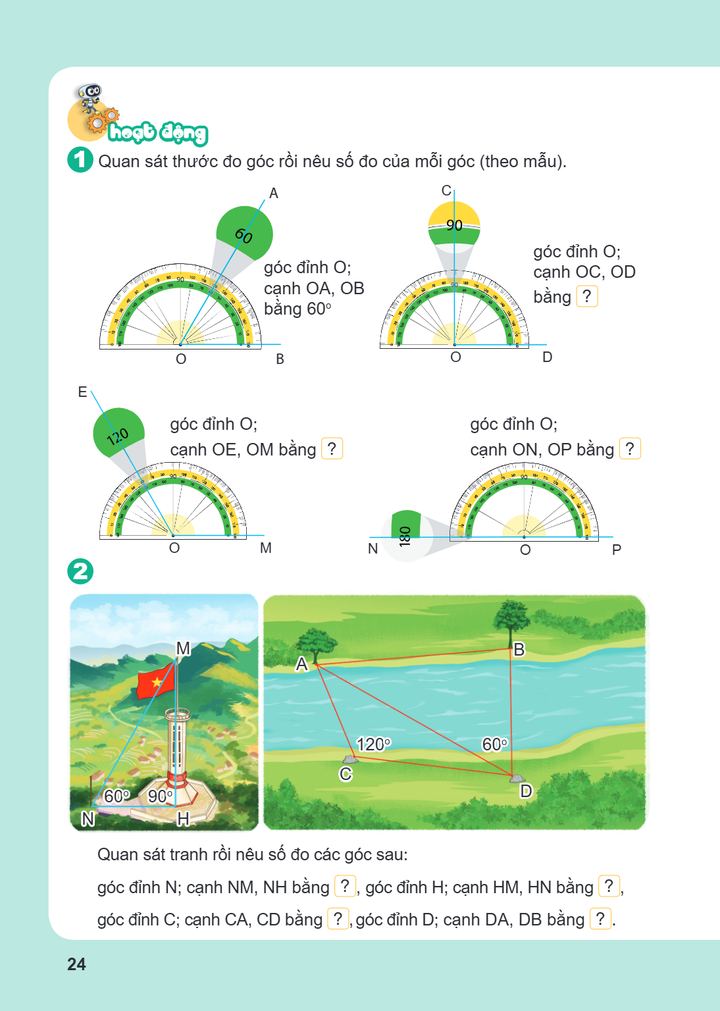 hoạt động
1 Quan sát thước đo góc rồi nêu số đo của mỗi góc (theo mẫu).
A
60
góc đỉnh O;
cạnh OA, OB
bằng 60°
O
B
C
90
góc đỉnh O;
cạnh OC, OD
bằng ?
O
D
E
120
góc đỉnh O;
cạnh OE, OM bằng ?
O
M
góc đỉnh O;
cạnh ON, OP bằng ?
180
N
O
P
2
M
60° 90°
N
H
A
B
120°
60°
C
D
Quan sát tranh rồi nêu số đo các góc sau:
góc đỉnh N; cạnh NM, NH bằng ?, góc đỉnh H; cạnh HM, HN bằng ?,
góc đỉnh C; cạnh CA, CD bằng ?, góc đỉnh D; cạnh DA, DB bằng ?.
24